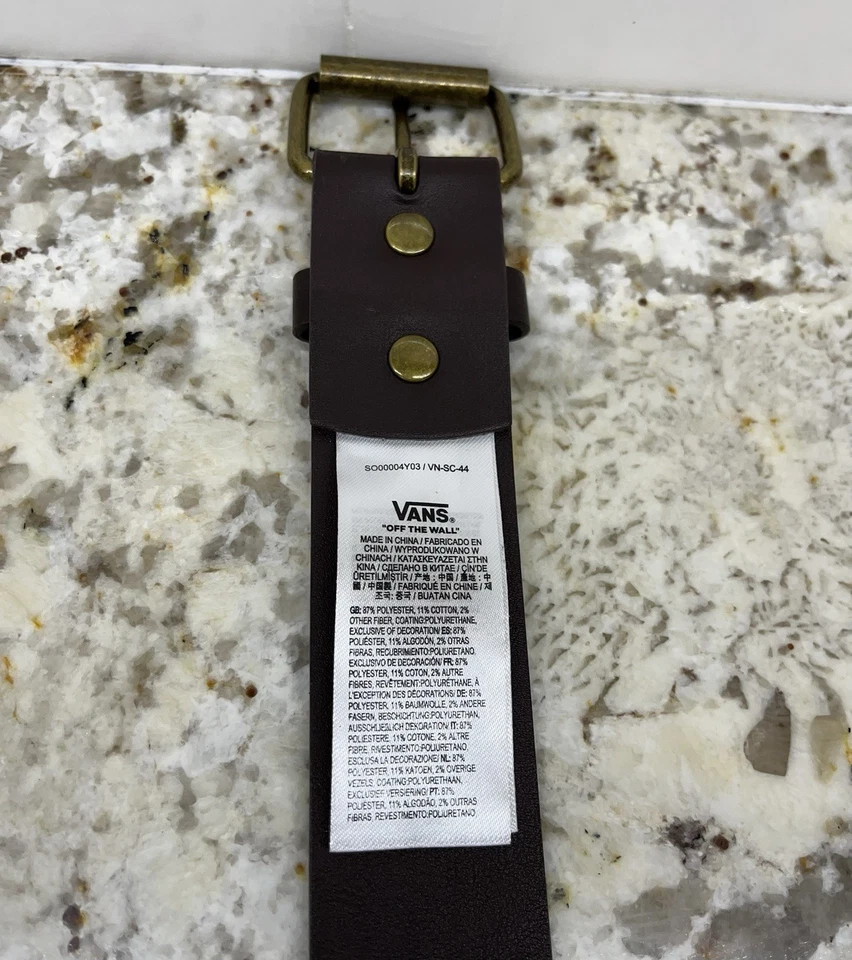 SO00004Y03 / VN-SC-44
VANS®
"OFF THE WALL"
MADE IN CHINA / FABRICADO EN
CHINA / WYPRODUKOWANO W
CHINACH / ΚΑΤΑΣΚΕΥΑΖΕΤΑΙ ΣΤΗΝ
ΚΙΝΑ / СДЕЛАНО В КИТАЕ / ÇİN'DE
ÜRETİLMİŞTİR / 产地：中国 / 產地：中
國 / 中国製 / FABRIQUÉ EN CHINE / 제
조국: 중국 / BUATAN CINA
GB: 87% POLYESTER, 11% COTTON, 2%
OTHER FIBER, COATING:POLYURETHANE,
EXCLUSIVE OF DECORATION/ ES: 87%
POLIÉSTER, 11% ALGODÓN, 2% OTRAS
FIBRAS, RECUBRIMIENTO:POLIURETANO,
EXCLUSIVO DE DECORACIÓN/ FR: 87%
POLYESTER, 11% COTON, 2% AUTRE
FIBRES, REVÊTEMENT:POLYURÉTHANE, À
L'EXCEPTION DES DÉCORATIONS/ DE: 87%
POLYESTER, 11% BAUMWOLLE, 2% ANDERE
FASERN, BESCHICHTUNG:POLYURETHAN,
AUSSCHLIEßLICH DEKORATION/ IT: 87%
POLIESTERE, 11% COTONE, 2% ALTRE
FIBRE, RIVESTIMENTO:POLIURETANO,
ESCLUSA LA DECORAZIONE/ NL: 87%
POLYESTER, 11% KATOEN, 2% OVERIGE
VEZELS, COATING:POLYURETHAAN,
EXCLUSIEF VERSIERING/ PT: 87%
POLIÉSTER, 11% ALGODÃO, 2% OUTRAS
FIBRAS, REVESTIMENTO:POLIURETANO